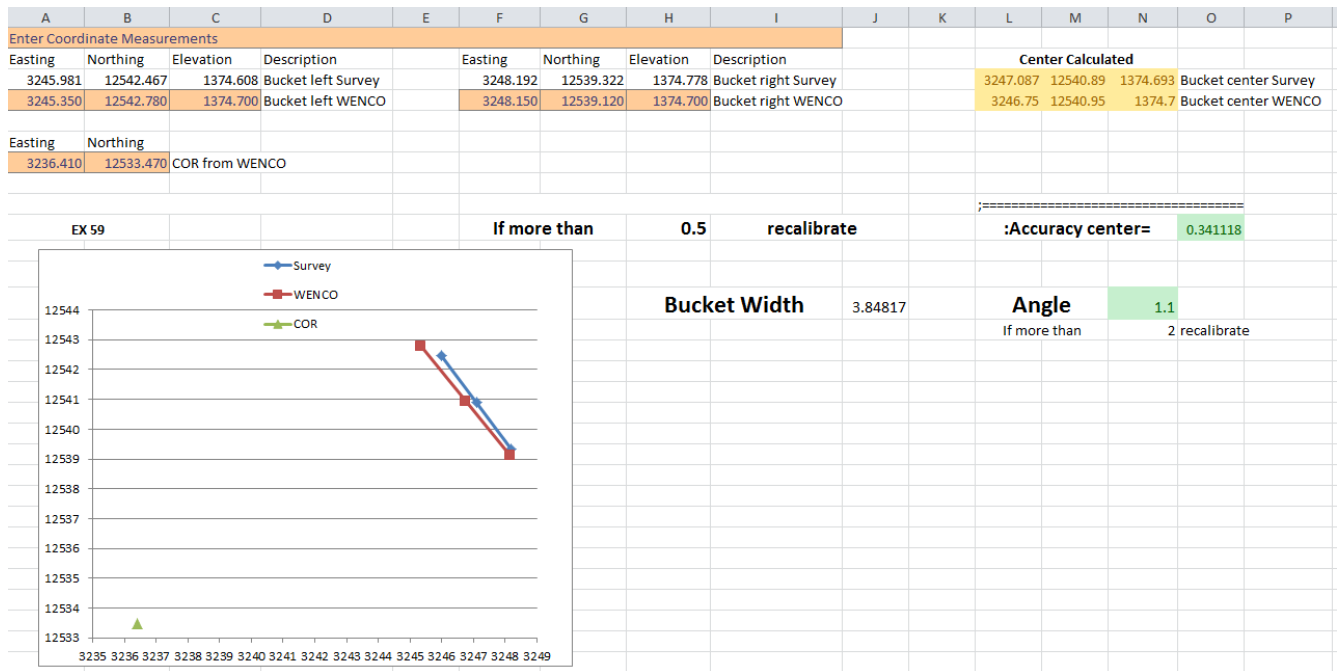 A B C D E F G H I J K L M N O P
Enter Coordinate Measurements
Easting Northing Elevation Description Easting Northing Elevation Description Center Calculated
3245.981 12542.467 1374.608 Bucket left Survey 3248.192 12539.322 1374.778 Bucket right Survey 3247.087 12540.89 1374.693 Bucket center Survey
3245.350 12542.780 1374.700 Bucket left WENCO 3248.150 12539.120 1374.700 Bucket right WENCO 3246.75 12540.95 1374.7 Bucket center WENCO
Easting Northing
3236.410 12533.470 COR from WENCO
;===================================
EX 59 If more than 0.5 recalibrate :Accuracy center= 0.341118
Survey
WENCO
COR
Bucket Width 3.84817 Angle 1.1
If more than 2 recalibrate
12544
12543
12542
12541
12540
12539
12538
12537
12536
12535
12534
12533
3235 3236 3237 3238 3239 3240 3241 3242 3243 3244 3245 3246 3247 3248 3249